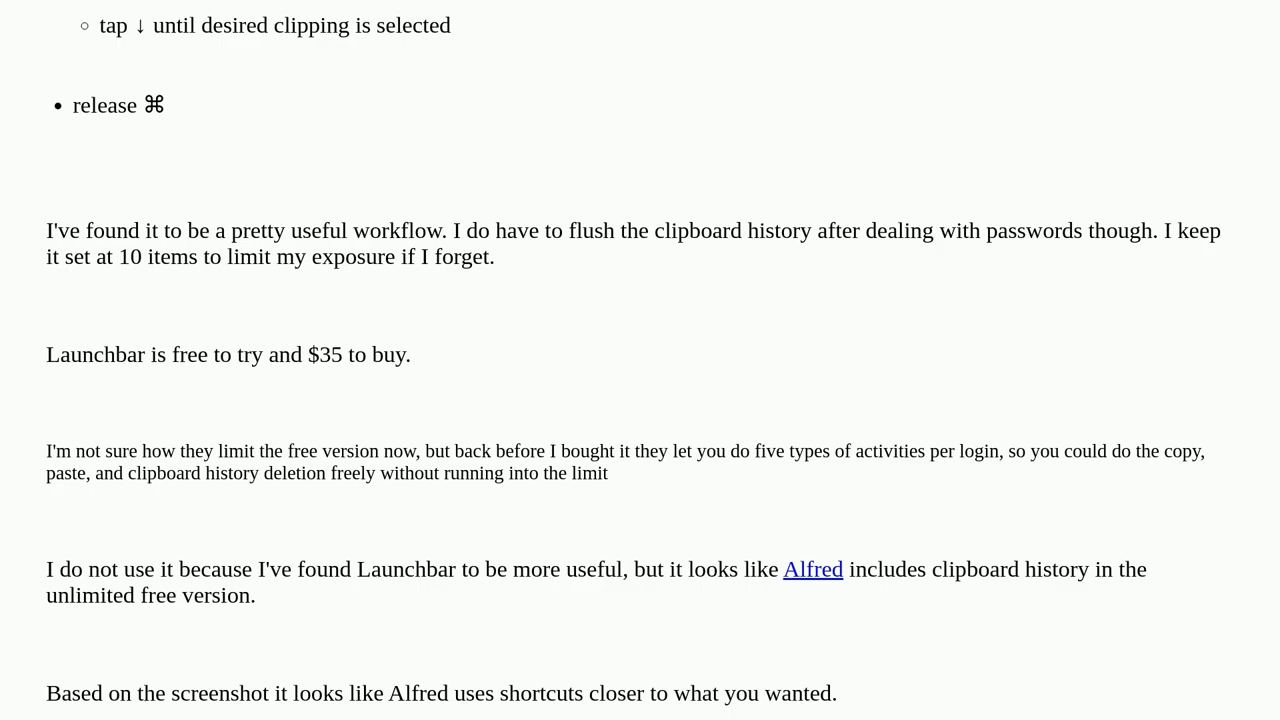 tap ↓ until desired clipping is selected
release ⌘
I've found it to be a pretty useful workflow. I do have to flush the clipboard history after dealing with passwords though. I keep
it set at 10 items to limit my exposure if I forget.
Launchbar is free to try and $35 to buy.
I'm not sure how they limit the free version now, but back before I bought it they let you do five types of activities per login, so you could do the copy,
paste, and clipboard history deletion freely without running into the limit
I do not use it because I've found Launchbar to be more useful, but it looks like Alfred includes clipboard history in the
unlimited free version.
Based on the screenshot it looks like Alfred uses shortcuts closer to what you wanted.